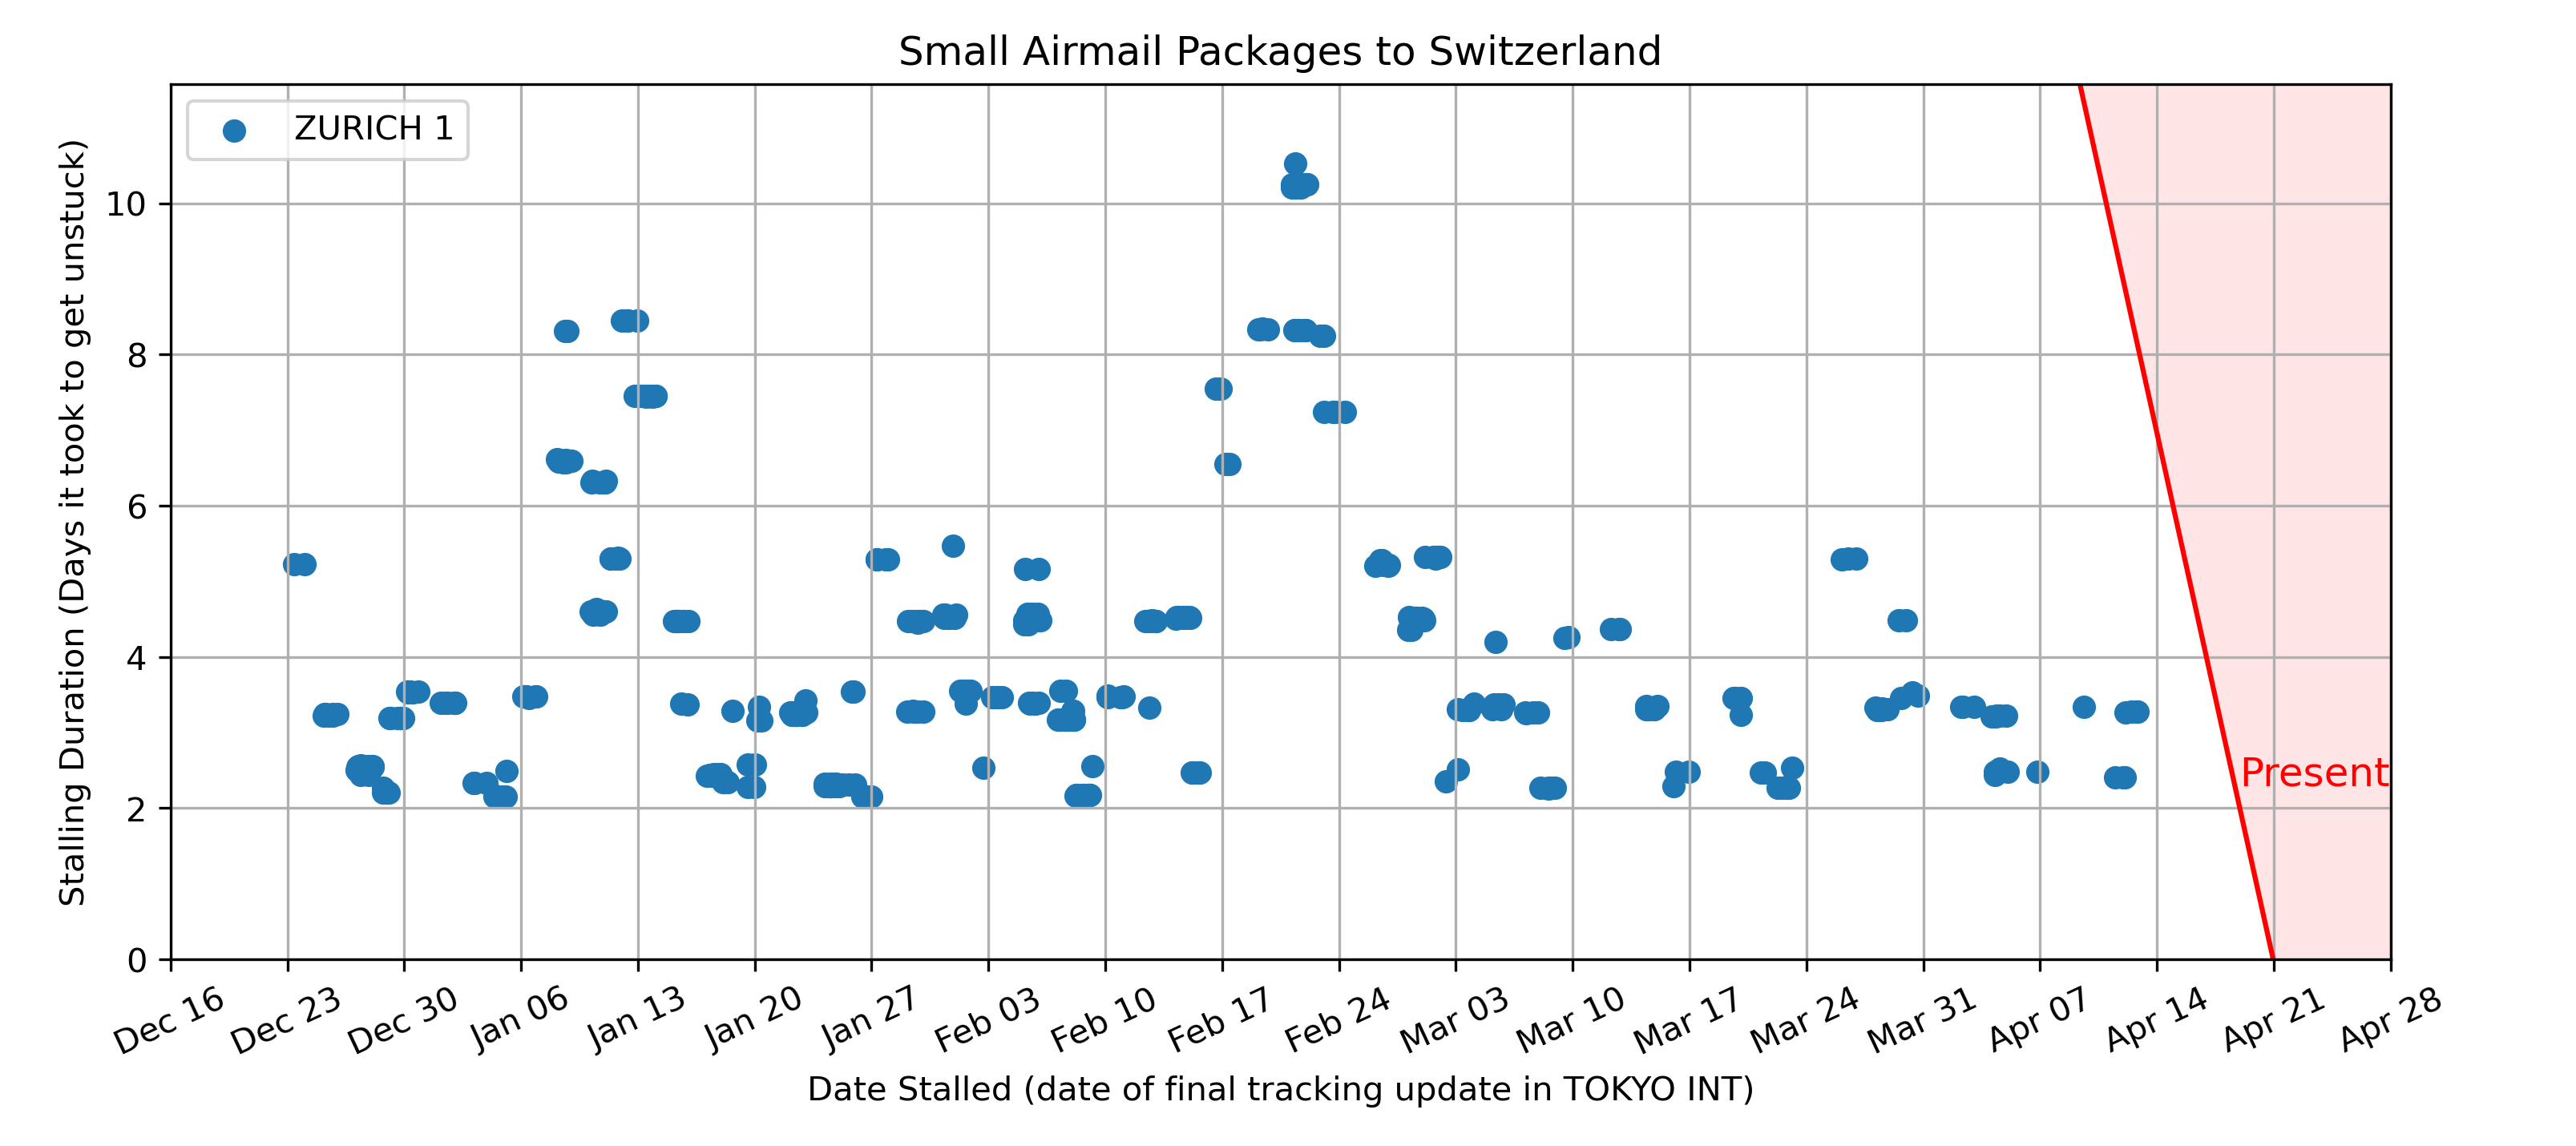 Small Airmail Packages to Switzerland
ZURICH 1
Stalling Duration (Days it took to get unstuck)
10
8
6
4
2
0
Present
Dec 16
Dec 23
Dec 30
Jan 06
Jan 13
Jan 20
Jan 27
Feb 03
Feb 10
Feb 17
Feb 24
Mar 03
Mar 10
Mar 17
Mar 24
Mar 31
Apr 07
Apr 14
Apr 21
Apr 28
Date Stalled (date of final tracking update in TOKYO INT)